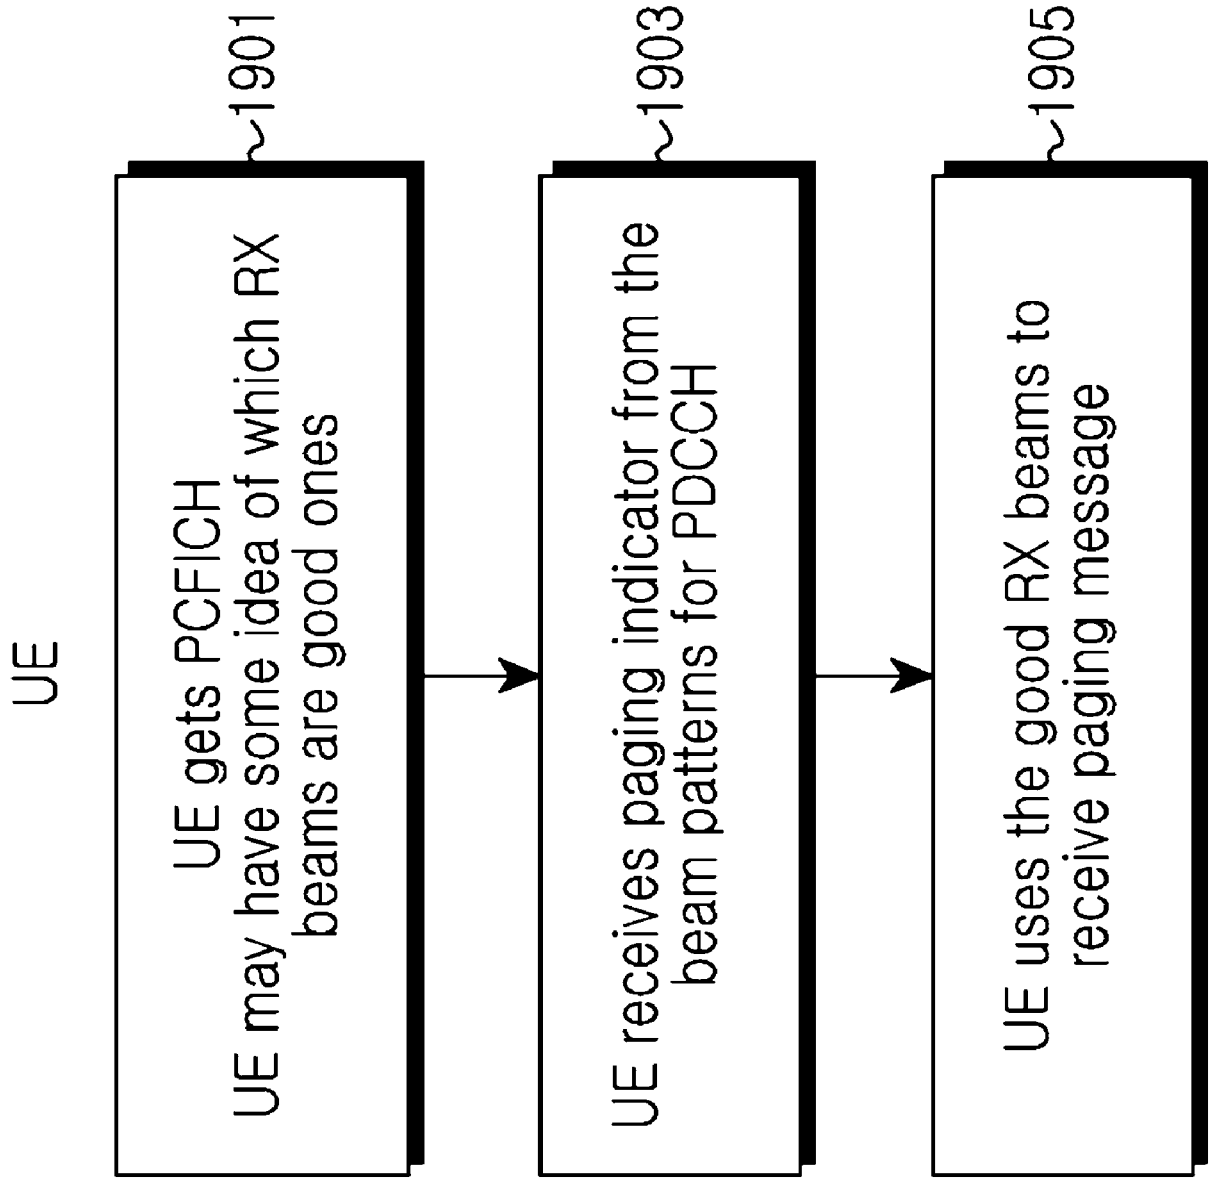 UE
UE gets PCFICH
UE may have some idea of which RX
beams are good ones
1901
UE receives paging indicator from the
beam patterns for PDCCH
1903
UE uses the good RX beams to
receive paging message
1905